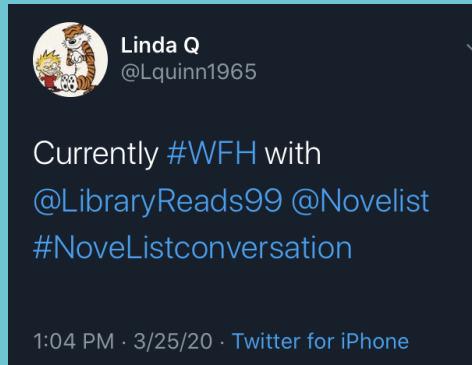 Linda Q
@Lquinn1965
Currently #WFH with
@LibraryReads99 @Novelist
#NoveListconversation
1:04 PM · 3/25/20 · Twitter for iPhone